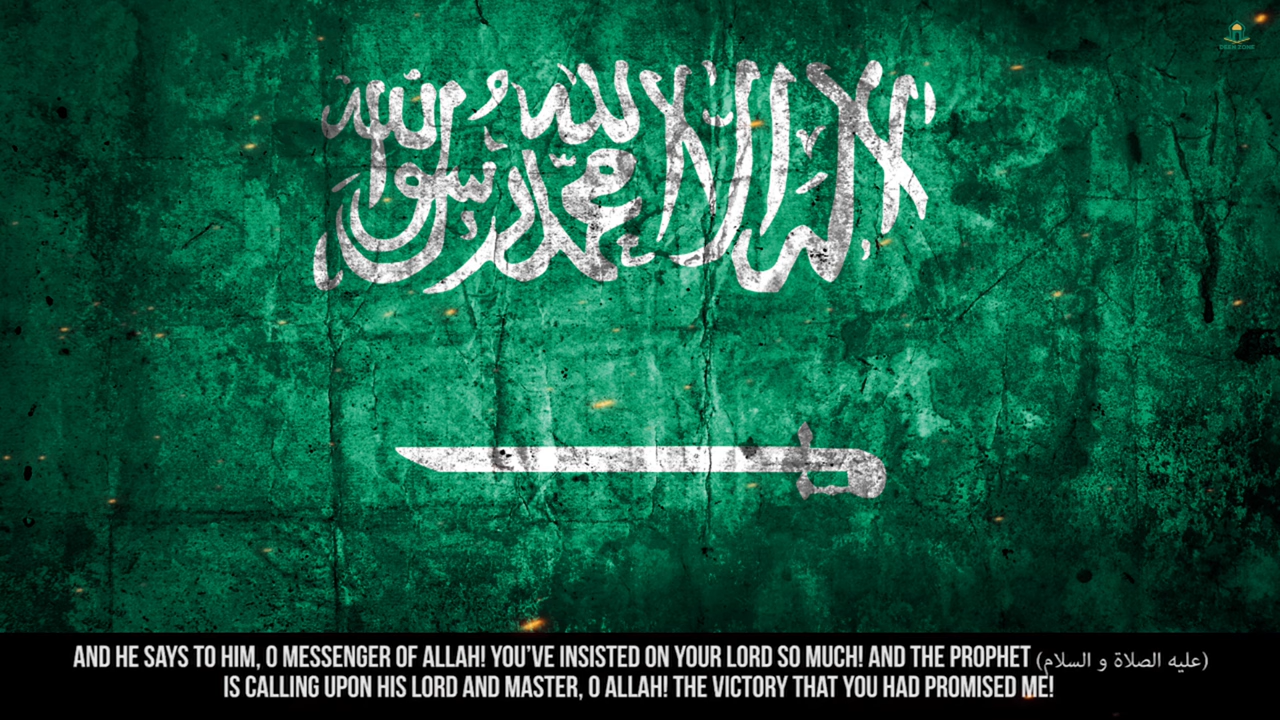 DEEN ZONE
لا إله إلا الله محمد رسول الله
AND HE SAYS TO HIM, O MESSENGER OF ALLAH! YOU'VE INSISTED ON YOUR LORD SO MUCH! AND THE PROPHET (عليه الصلاة و السلام)
IS CALLING UPON HIS LORD AND MASTER, O ALLAH! THE VICTORY THAT YOU HAD PROMISED ME!